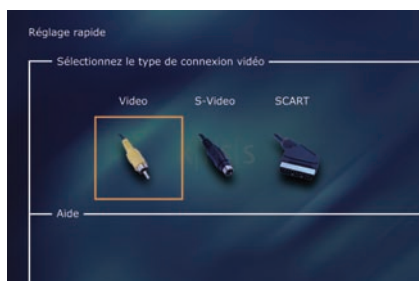 Réglage rapide
Sélectionnez le type de connexion vidéo
Video S-Video SCART
Aide